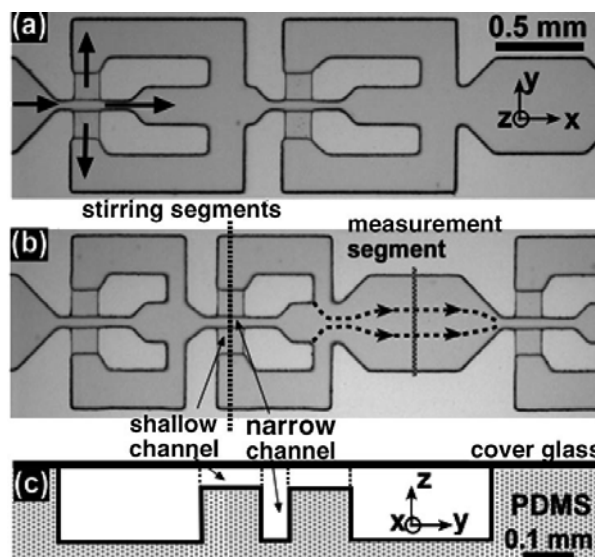 (a)
0.5 mm
y
z
x
stirring segments
measurement
segment
(b)
shallow
channel
narrow
channel
cover glass
(c)
z
x
y
PDMS
0.1 mm